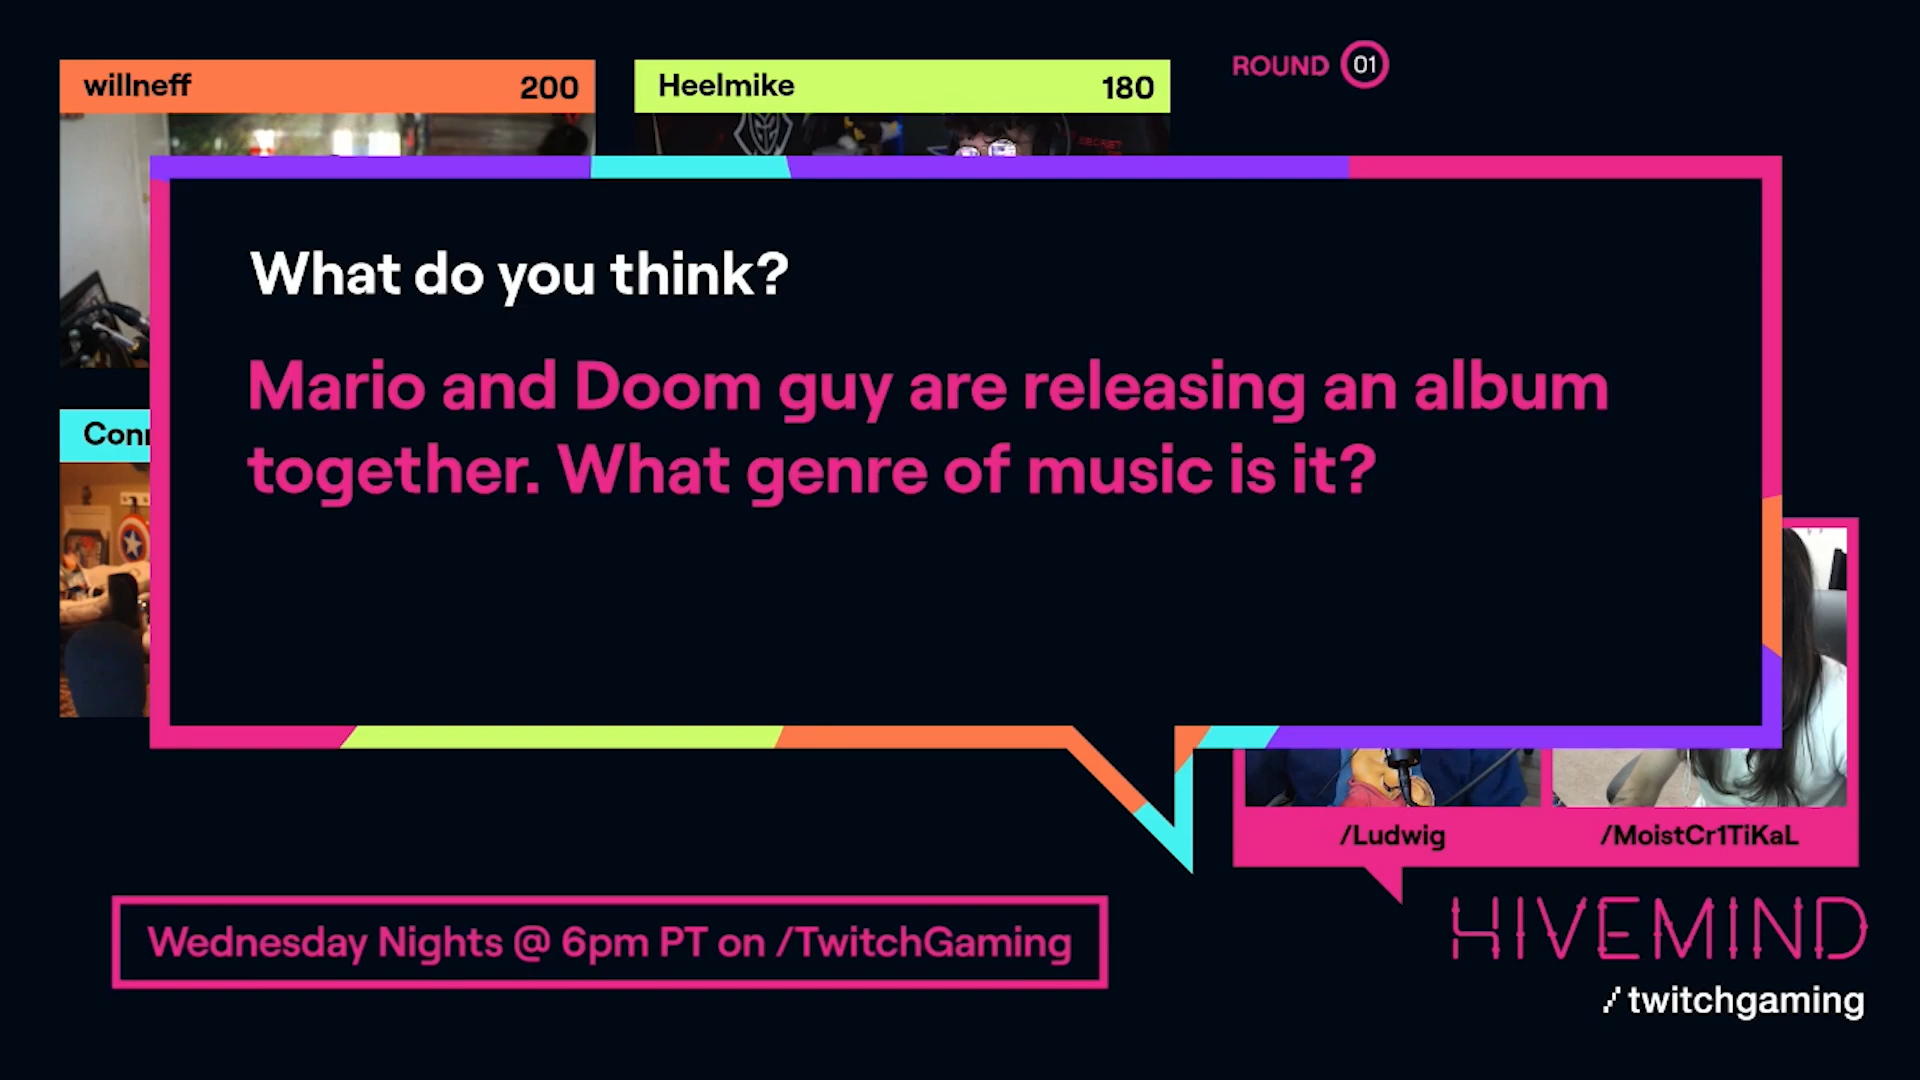 willneff
200
Heelmike
180
ROUND 01
What do you think?
Mario and Doom guy are releasing an album
together. What genre of music is it?
/Ludwig
/MoistCr1TiKaL
Wednesday Nights @ 6pm PT on /TwitchGaming
HIVEMIND
/twitchgaming